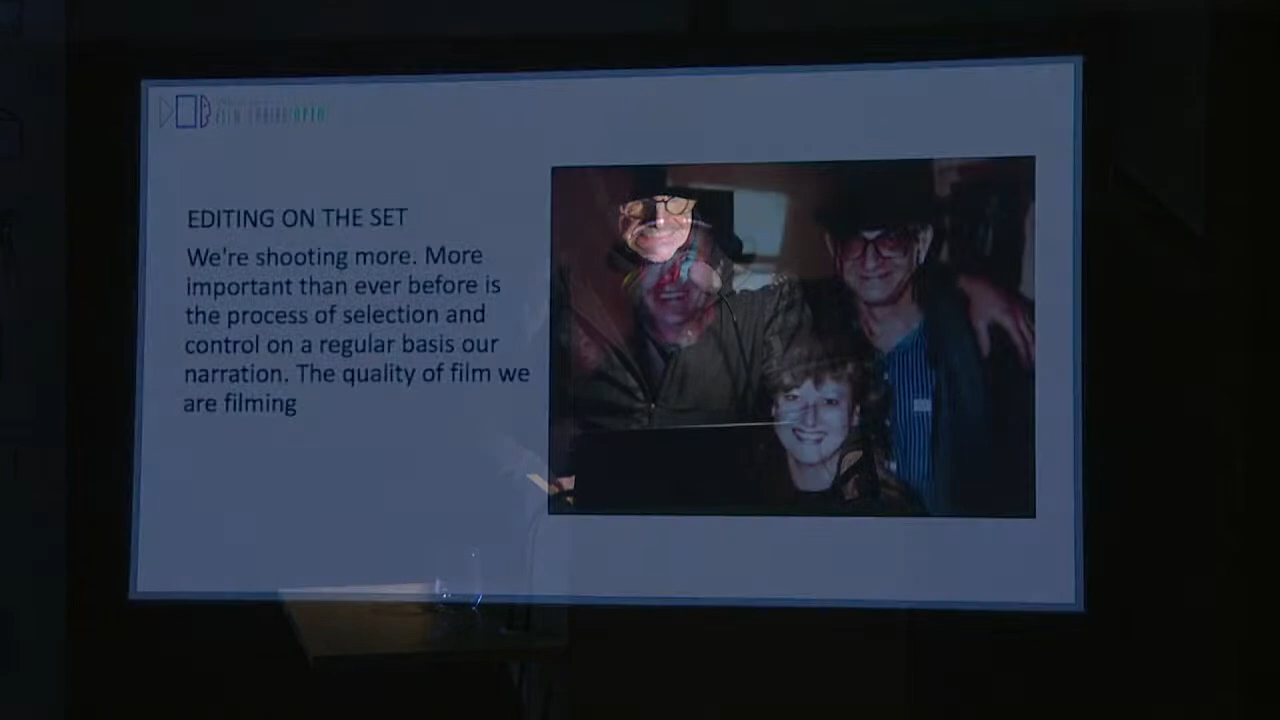 EDITING ON THE SET
We're shooting more. More
important than ever before is
the process of selection and
control on a regular basis our
narration. The quality of film we
are filming